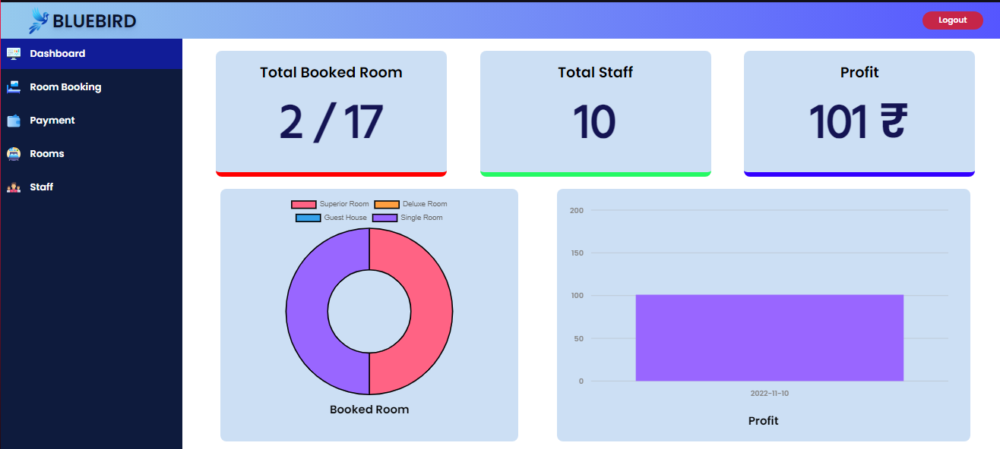 BLUEBIRD
Logout
Dashboard
Room Booking
Payment
Rooms
Staff
Total Booked Room
2 / 17
Total Staff
10
Profit
101 ₹
Superior Room Deluxe Room
Guest House Single Room
Booked Room
200
150
100
50
0
2022-11-10
Profit